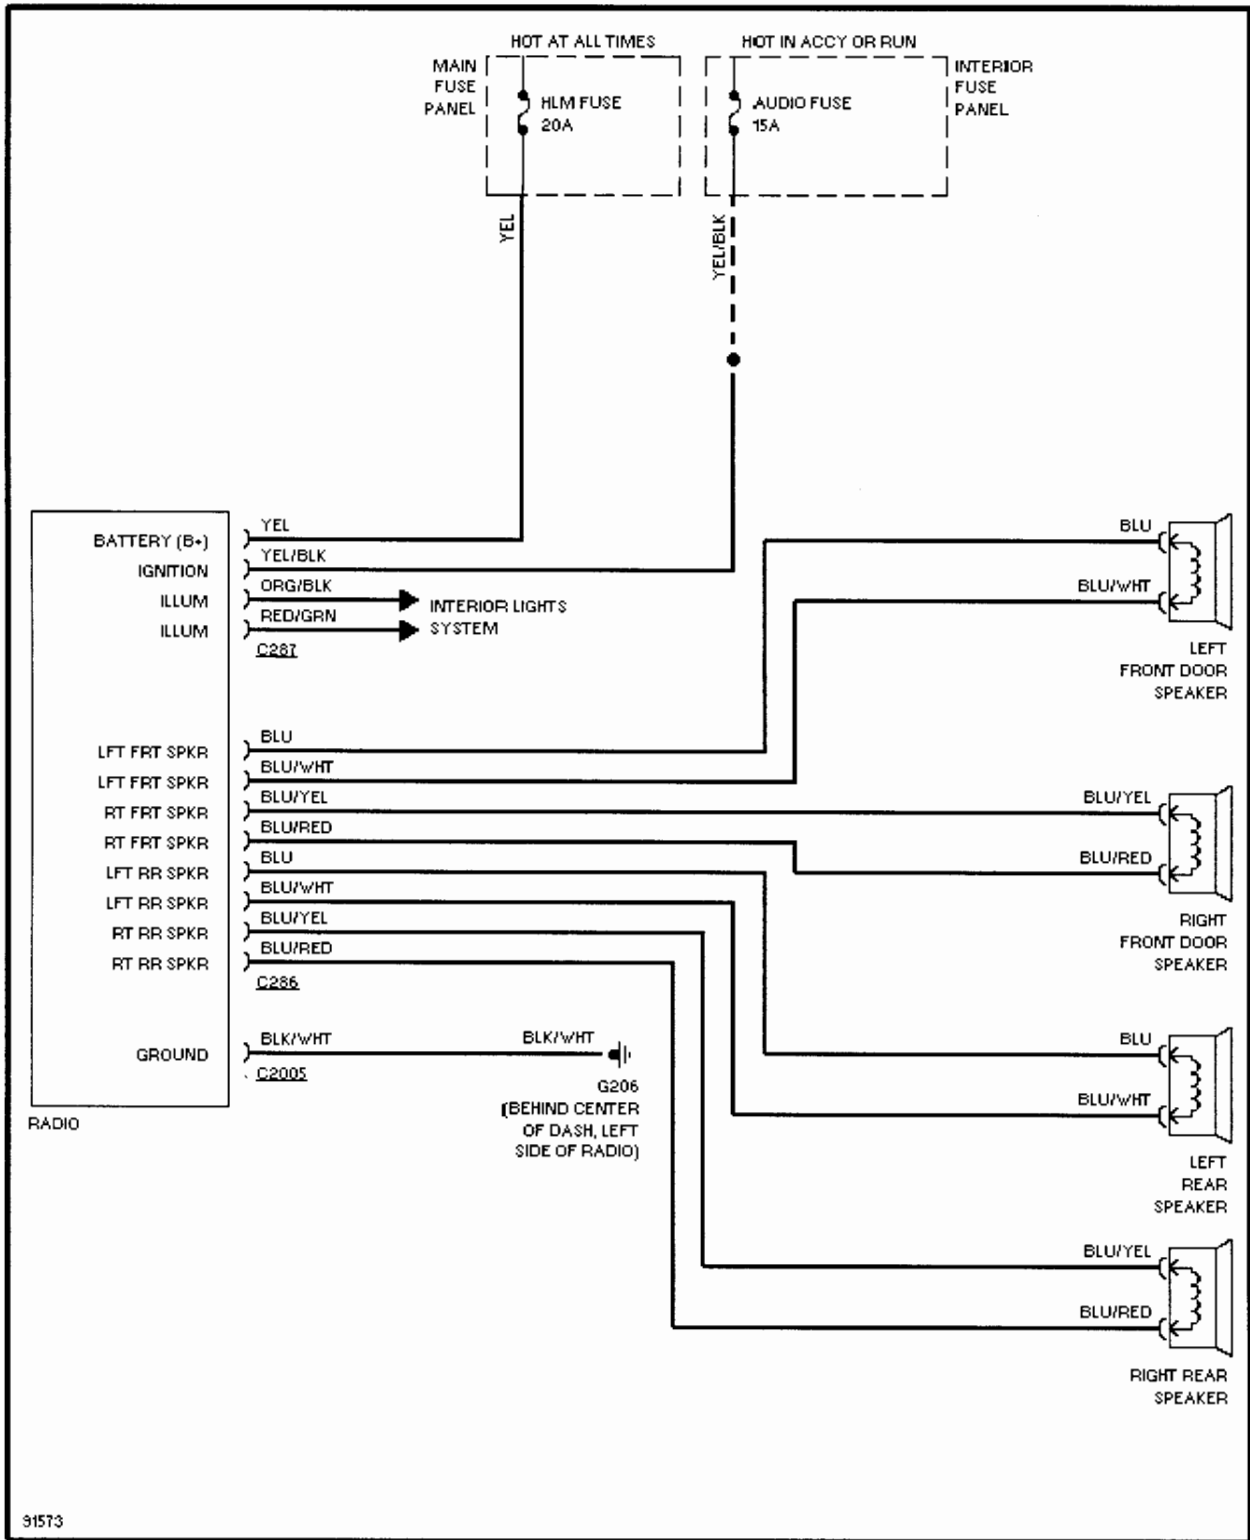 HOT AT ALL TIMES
HOT IN ACCY OR RUN
MAIN
FUSE
PANEL
HLM FUSE
20A
AUDIO FUSE
15A
INTERIOR
FUSE
PANEL
YEL
YEL/BLK
BATTERY (B+)
YEL
IGNITION
YEL/BLK
ILLUM
ORG/BLK
ILLUM
RED/GRN
C287
INTERIOR LIGHTS
SYSTEM
BLU
BLU/WHT
LEFT
FRONT DOOR
SPEAKER
LFT FRT SPKR
BLU
LFT FRT SPKR
BLU/WHT
RT FRT SPKR
BLU/YEL
RT FRT SPKR
BLU/RED
LFT RR SPKR
BLU
LFT RR SPKR
BLU/WHT
RT RR SPKR
BLU/YEL
RT RR SPKR
BLU/RED
C286
BLU/YEL
BLU/RED
RIGHT
FRONT DOOR
SPEAKER
GROUND
BLK/WHT
BLK/WHT
C2005
G206
(BEHIND CENTER
OF DASH, LEFT
SIDE OF RADIO)
RADIO
BLU
BLU/WHT
LEFT
REAR
SPEAKER
BLU/YEL
BLU/RED
RIGHT REAR
SPEAKER
91573